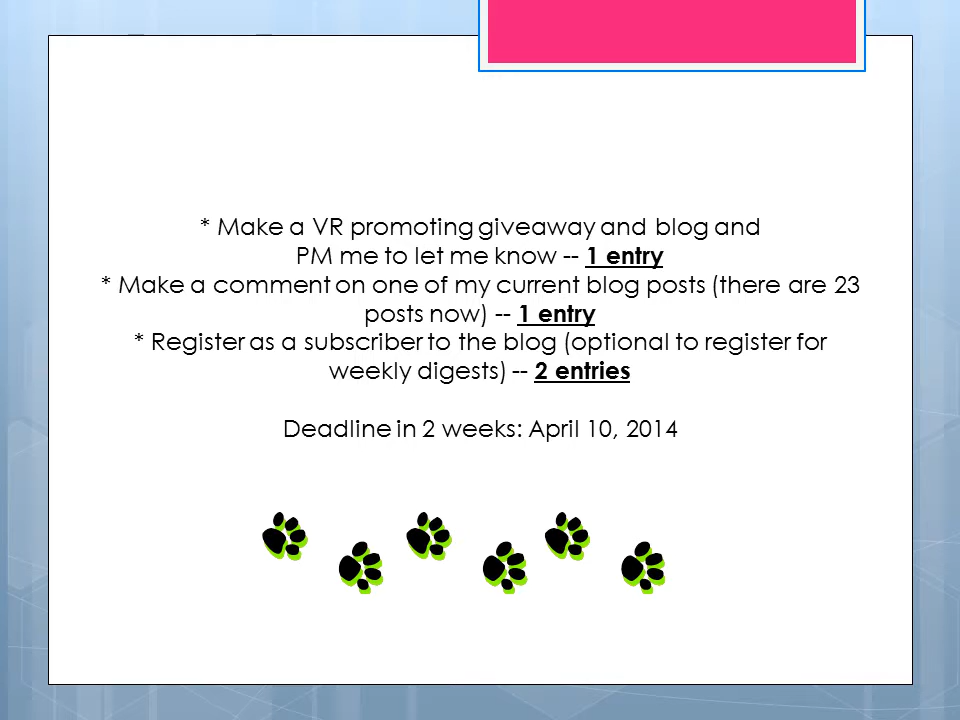 * Make a VR promoting giveaway and blog and
PM me to let me know -- 1 entry
* Make a comment on one of my current blog posts (there are 23
posts now) -- 1 entry
* Register as a subscriber to the blog (optional to register for
weekly digests) -- 2 entries
Deadline in 2 weeks: April 10, 2014